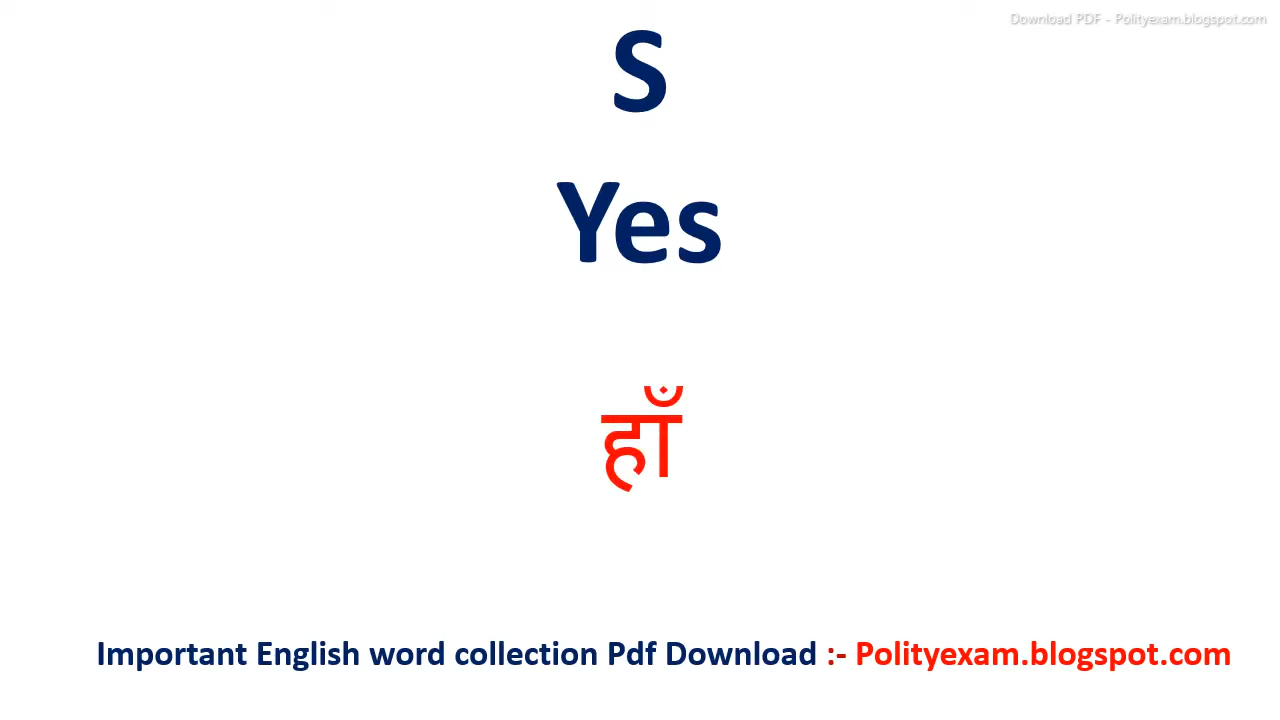 Download PDF - Polityexam.blogspot.com
S
Yes
हाँ
Important English word collection Pdf Download :- Polityexam.blogspot.com